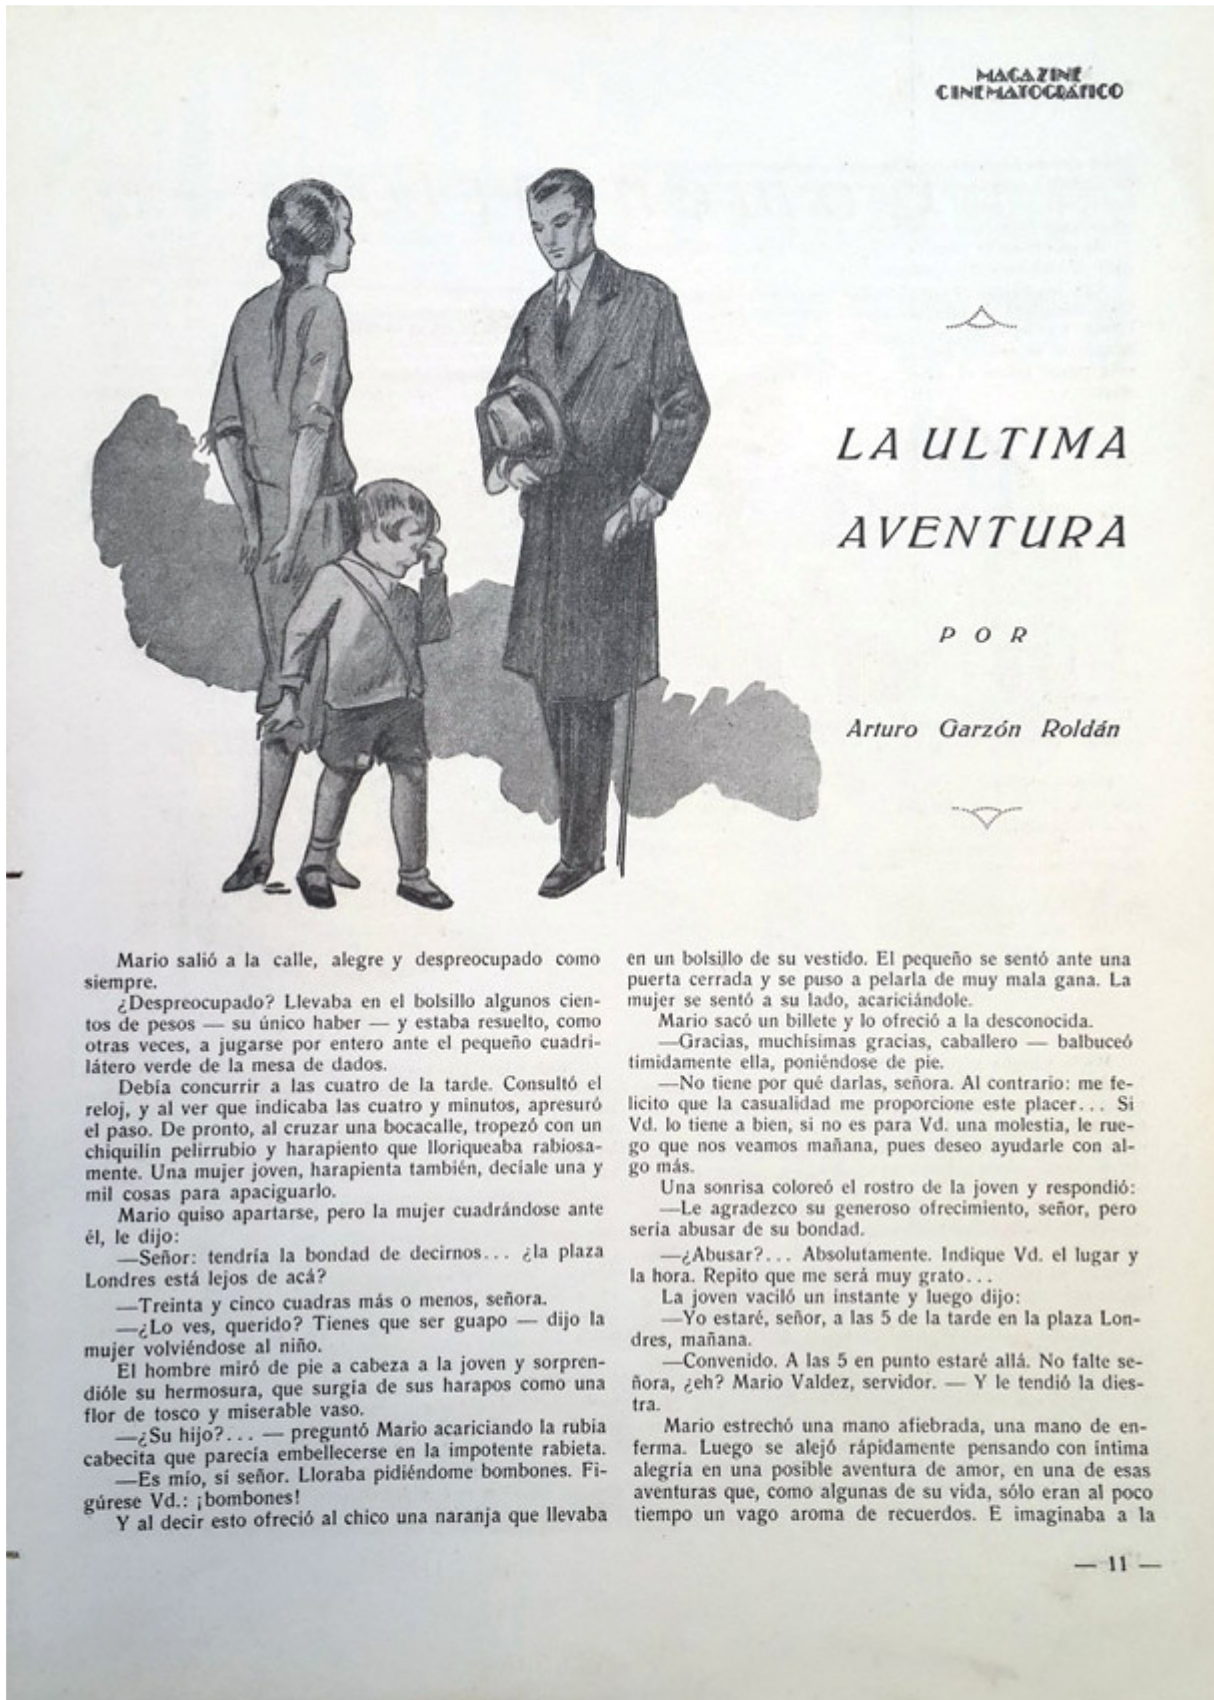 MAGAZINE
CINEMATOGRÁFICO
LA ULTIMA
AVENTURA
POR
Arturo Garzón Roldán
Mario salió a la calle, alegre y despreocupado como
siempre.
¿Despreocupado? Llevaba en el bolsillo algunos cien-
tos de pesos — su único haber — y estaba resuelto, como
otras veces, a jugarse por entero ante el pequeño cuadri-
látero verde de la mesa de dados.
Debía concurrir a las cuatro de la tarde. Consultó el
reloj, y al ver que indicaba las cuatro y minutos, apresuró
el paso. De pronto, al cruzar una bocacalle, tropezó con un
chiquilín pelirrubio y harapiento que lloriqueaba rabiosa-
mente. Una mujer joven, harapienta también, decíale una y
mil cosas para apaciguarlo.
Mario quiso apartarse, pero la mujer cuadrándose ante
él, le dijo:
—Señor: tendría la bondad de decirnos... ¿la plaza
Londres está lejos de acá?
—Treinta y cinco cuadras más o menos, señora.
—¿Lo ves, querido? Tienes que ser guapo — dijo la
mujer volviéndose al niño.
El hombre miró de pie a cabeza a la joven y sorpren-
dióle su hermosura, que surgía de sus harapos como una
flor de tosco y miserable vaso.
—¿Su hijo?... — preguntó Mario acariciando la rubia
cabecita que parecía embellecerse en la impotente rabieta.
—Es mío, sí señor. Lloraba pidiéndome bombones. Fi-
gúrese Vd.: ¡bombones!
Y al decir esto ofreció al chico una naranja que llevaba
en un bolsillo de su vestido. El pequeño se sentó ante una
puerta cerrada y se puso a pelarla de muy mala gana. La
mujer se sentó a su lado, acariciándole.
Mario sacó un billete y lo ofreció a la desconocida.
—Gracias, muchísimas gracias, caballero — balbuceó
timidamente ella, poniéndose de pie.
—No tiene por qué darlas, señora. Al contrario: me fe-
licito que la casualidad me proporcione este placer... Si
Vd. lo tiene a bien, si no es para Vd. una molestia, le rue-
go que nos veamos mañana, pues deseo ayudarle con al-
go más.
Una sonrisa coloreó el rostro de la joven y respondió:
—Le agradezco su generoso ofrecimiento, señor, pero
sería abusar de su bondad.
—¿Abusar?... Absolutamente. Indique Vd. el lugar y
la hora. Repito que me será muy grato...
La joven vaciló un instante y luego dijo:
—Yo estaré, señor, a las 5 de la tarde en la plaza Lon-
dres, mañana.
—Convenido. A las 5 en punto estaré allá. No falte se-
ñora, ¿eh? Mario Valdez, servidor. — Y le tendió la dies-
tra.
Mario estrechó una mano afiebrada, una mano de en-
ferma. Luego se alejó rápidamente pensando con íntima
alegría en una posible aventura de amor, en una de esas
aventuras que, como algunas de su vida, sólo eran al poco
tiempo un vago aroma de recuerdos. E imaginaba a la
— 11 —